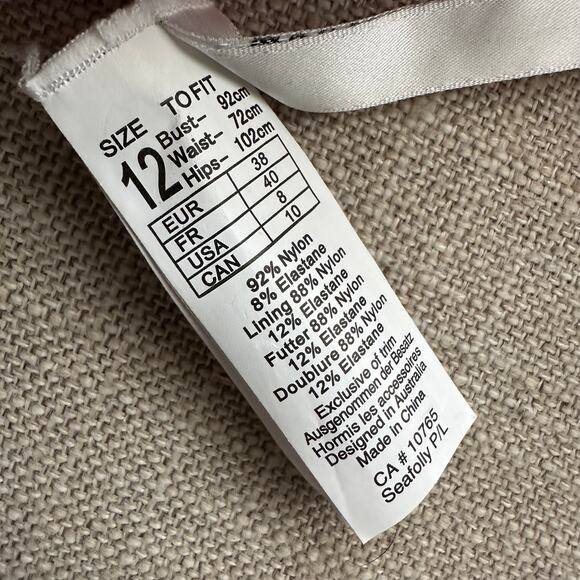 SIZE TO FIT
12 Bust– 92cm
Waist– 72cm
Hips– 102cm
EUR 38
FR 40
USA 8
CAN 10
92% Nylon
8% Elastane
Lining 88% Nylon
12% Elastane
Futter 88% Nylon
12% Elastane
Doublure 88% Nylon
12% Elastane
Exclusive of trim
Ausgenommen der Besatz
Hormis les accessoires
Designed in Australia
Made in China
CA # 10765
Seafolly P/L